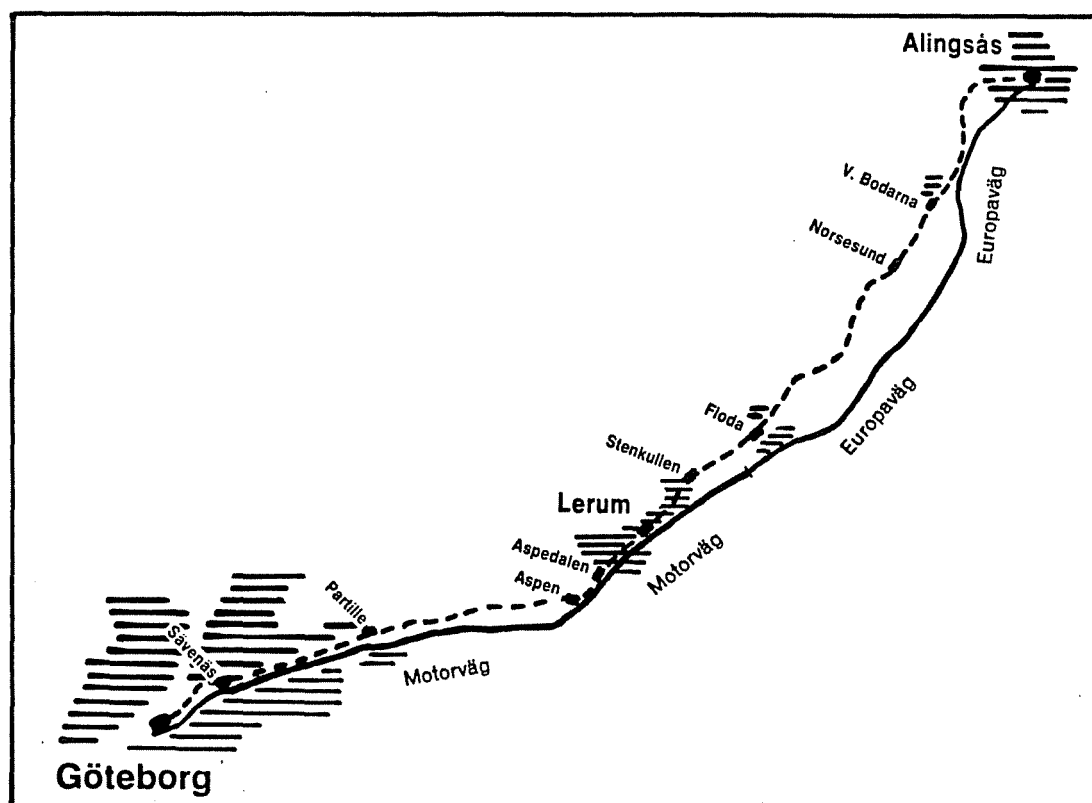 Alingsås
V. Bodarna
Europaväg
Norsesund
Europaväg
Floda
Stenkullen
Lerum
Motorväg
Aspedalen
Aspen
Partille
Sävenäs
Motorväg
Göteborg